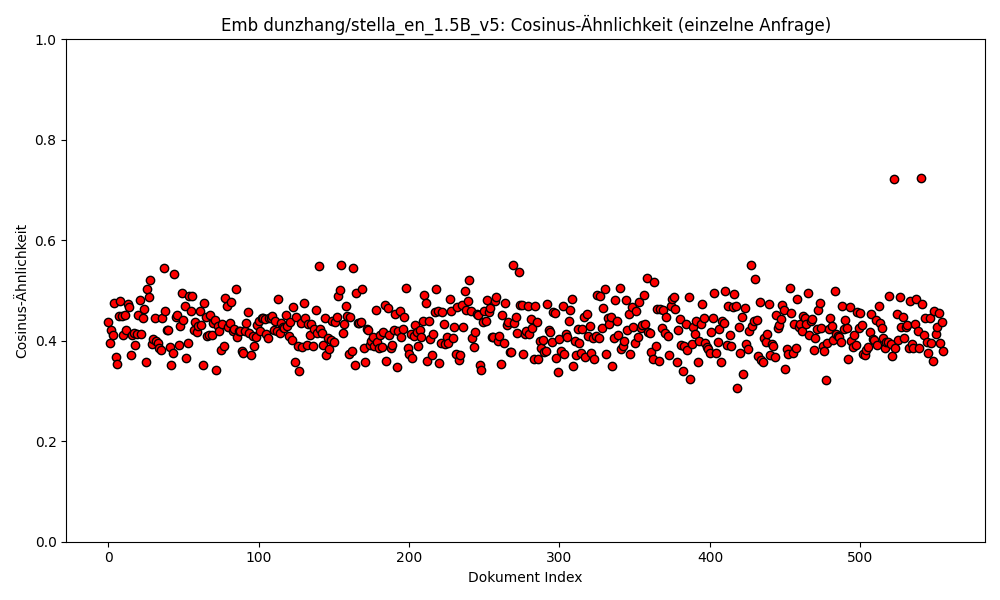 Emb dunzhang/stella_en_1.5B_v5: Cosinus-Ähnlichkeit (einzelne Anfrage)
1.0
0.8
0.6
0.4
0.2
0.0
Cosinus-Ähnlichkeit
0 100 200 300 400 500
Dokument Index